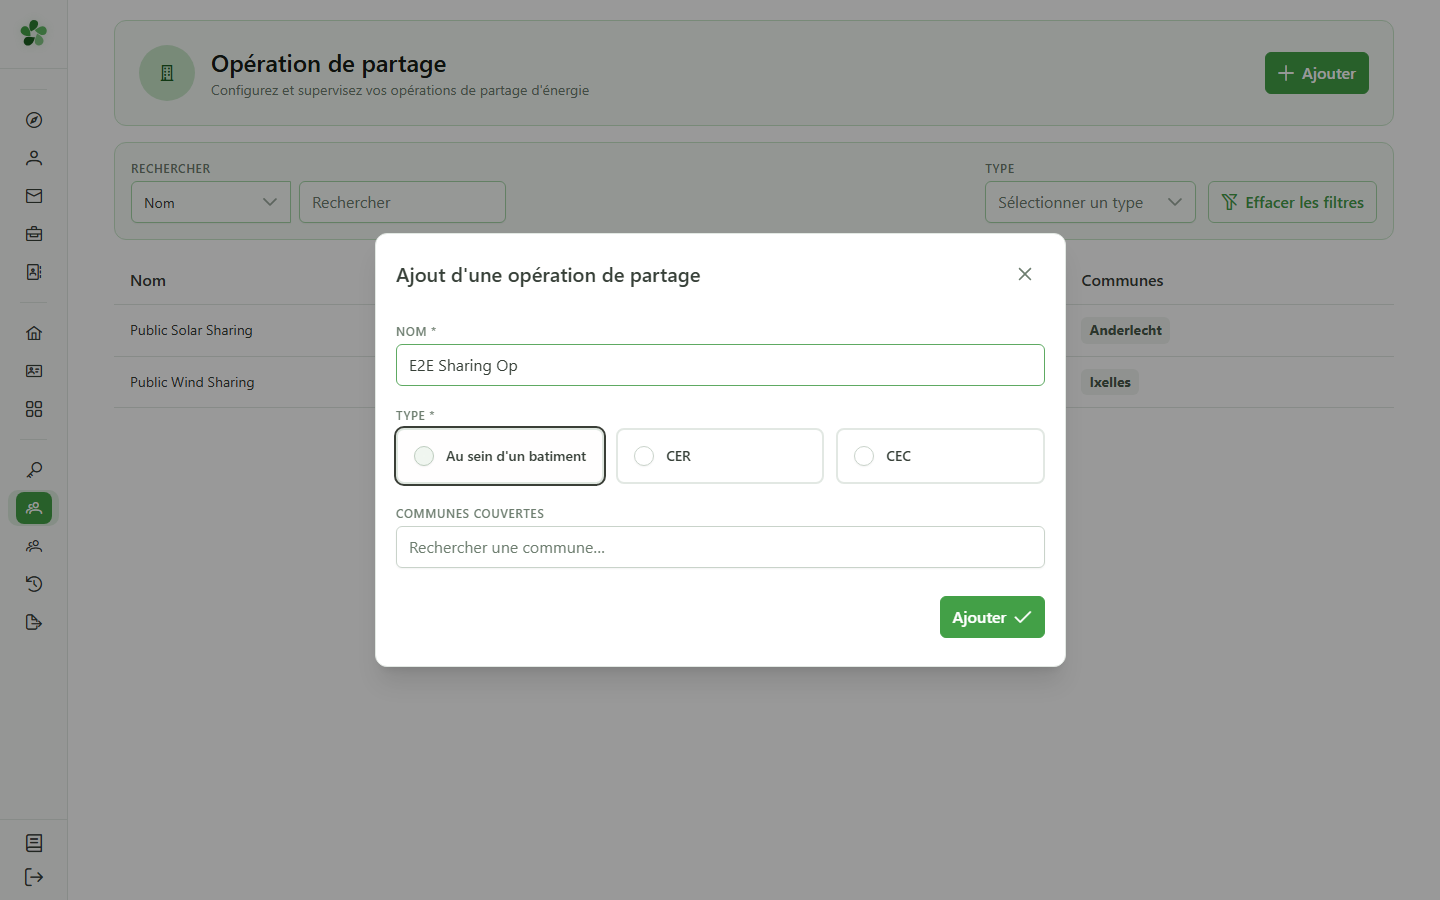 Opération de partage
Configurez et supervisez vos opérations de partage d'énergie
Ajouter
RECHERCHER
Nom
Rechercher
TYPE
Sélectionner un type
Effacer les filtres
Nom
Communes
Public Solar Sharing
Anderlecht
Public Wind Sharing
Ixelles
Ajout d'une opération de partage
NOM *
E2E Sharing Op
TYPE *
Au sein d'un batiment
CER
CEC
COMMUNES COUVERTES
Rechercher une commune...
Ajouter